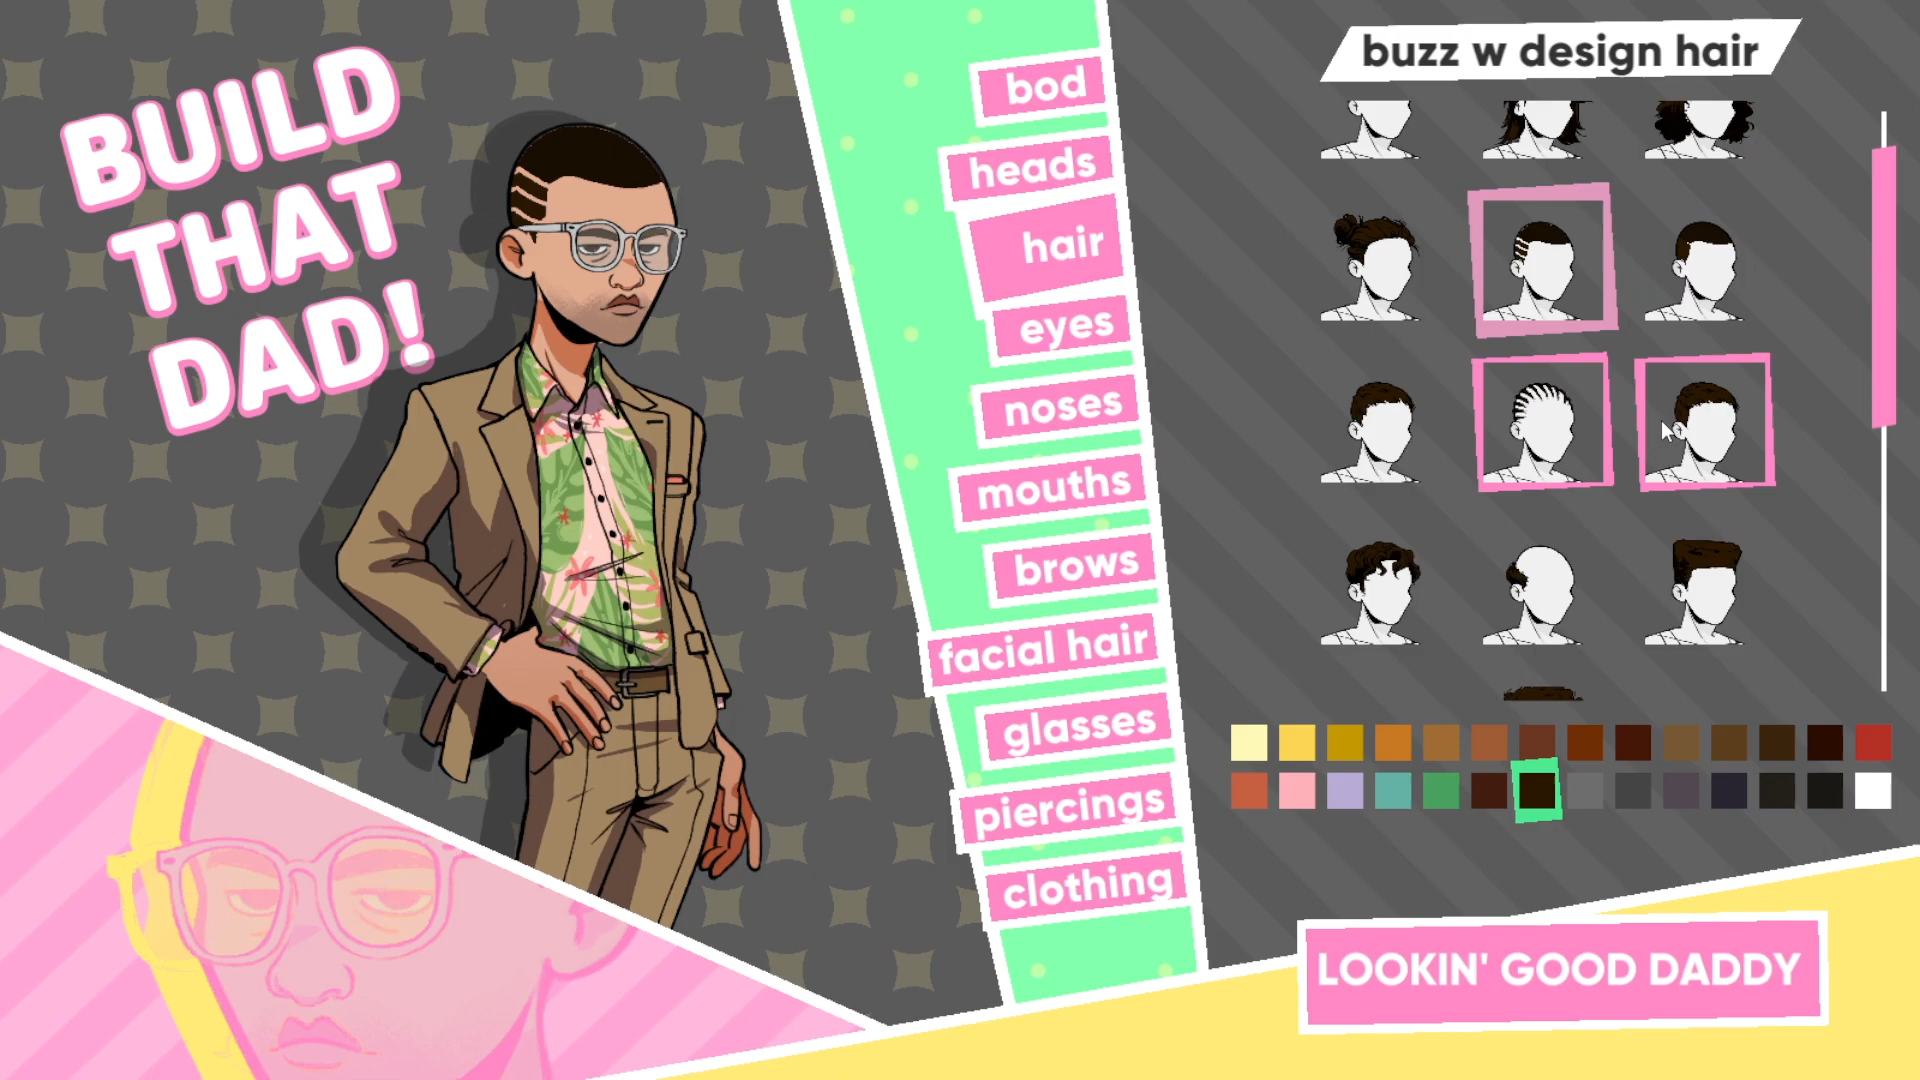 BUILD
THAT
DAD!
bod
heads
hair
eyes
noses
mouths
brows
facial hair
glasses
piercings
clothing
buzz w design hair
LOOKIN' GOOD DADDY